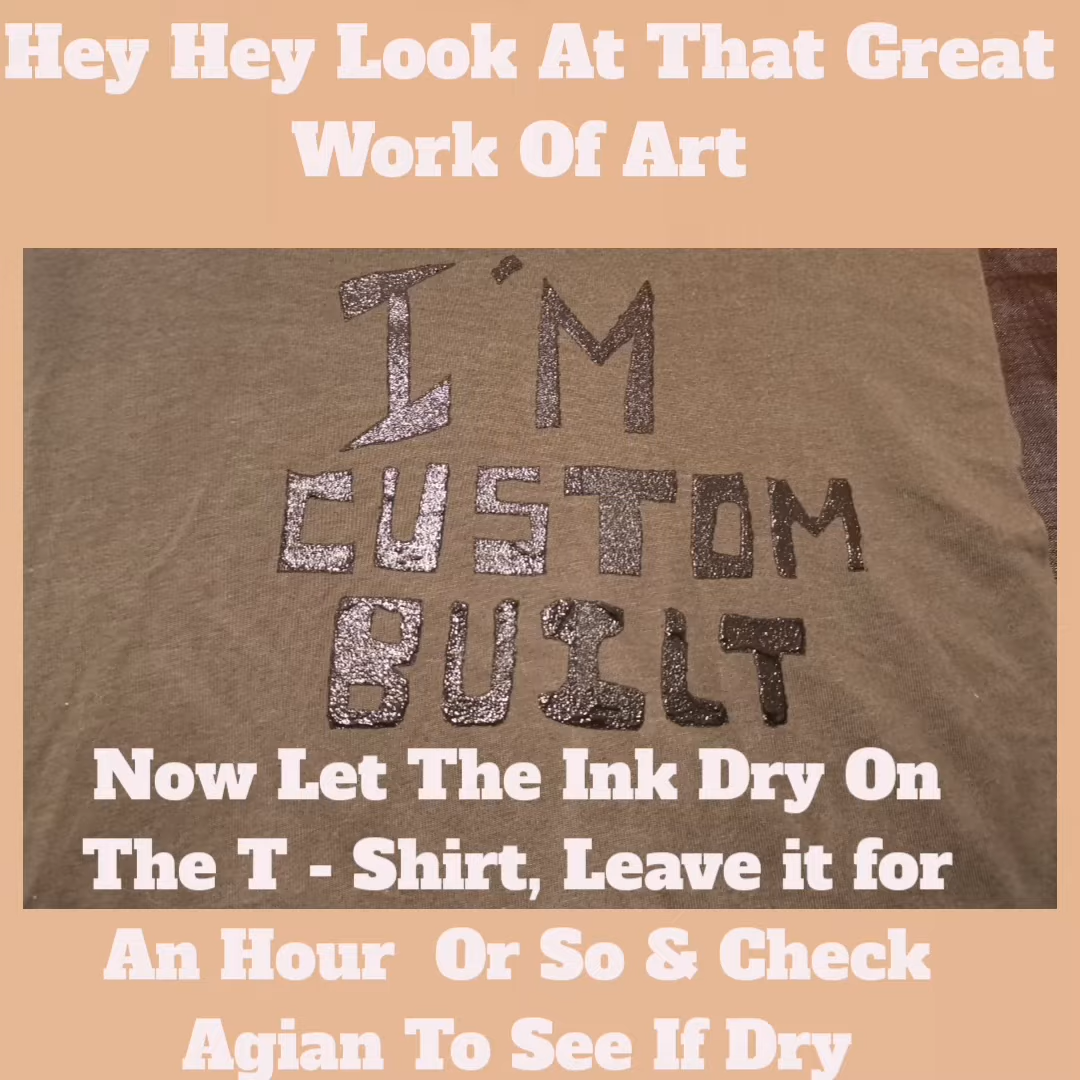 Hey Hey Look At That Great
Work Of Art
I'M
CUSTOM
BUILT
Now Let The Ink Dry On
The T - Shirt, Leave it for
An Hour Or So & Check
Agian To See If Dry